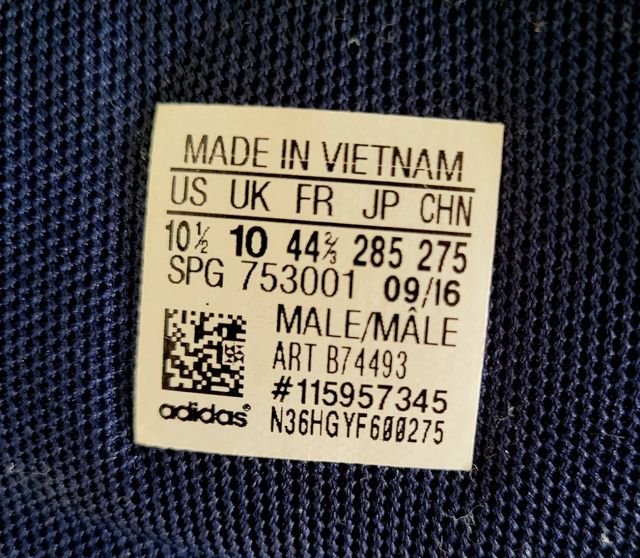 MADE IN VIETNAM
US UK FR JP CHN
10½ 10 44⅔ 285 275
SPG 753001 09/16
MALE/MÂLE
ART B74493
#115957345
adidas® N36HGYF600275